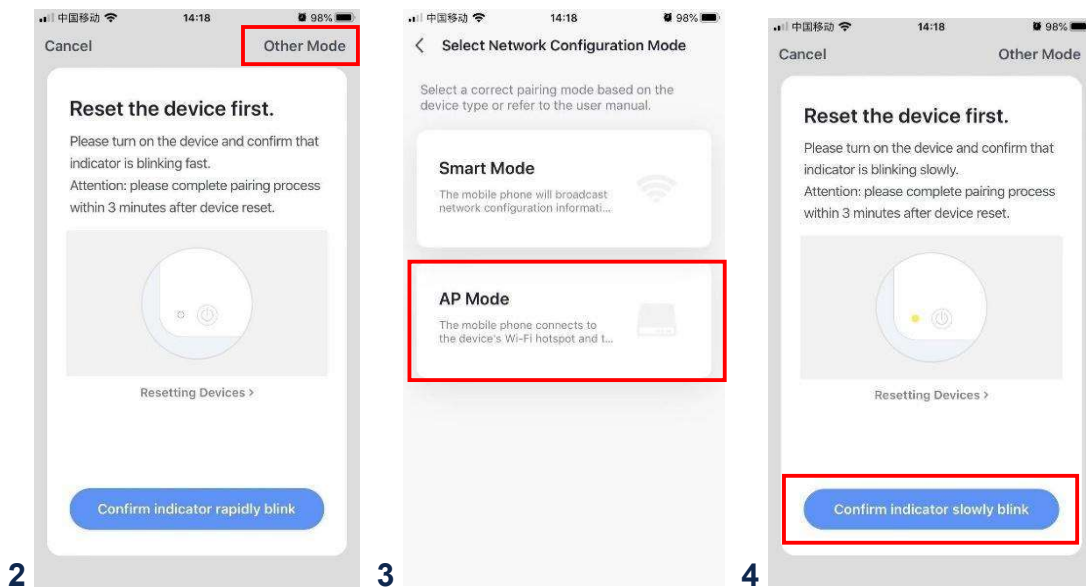 中国移动 14:18 98%
Cancel Other Mode
Reset the device first.
Please turn on the device and confirm that
indicator is blinking fast.
Attention: please complete pairing process
within 3 minutes after device reset.
Resetting Devices >
Confirm indicator rapidly blink
2
中国移动 14:18 98%
< Select Network Configuration Mode
Select a correct pairing mode based on the
device type or refer to the user manual.
Smart Mode
The mobile phone will broadcast
network configuration informati...
AP Mode
The mobile phone connects to
the device's Wi-Fi hotspot and t...
3
中国移动 14:18 98%
Cancel Other Mode
Reset the device first.
Please turn on the device and confirm that
indicator is blinking slowly.
Attention: please complete pairing process
within 3 minutes after device reset.
Resetting Devices >
Confirm indicator slowly blink
4